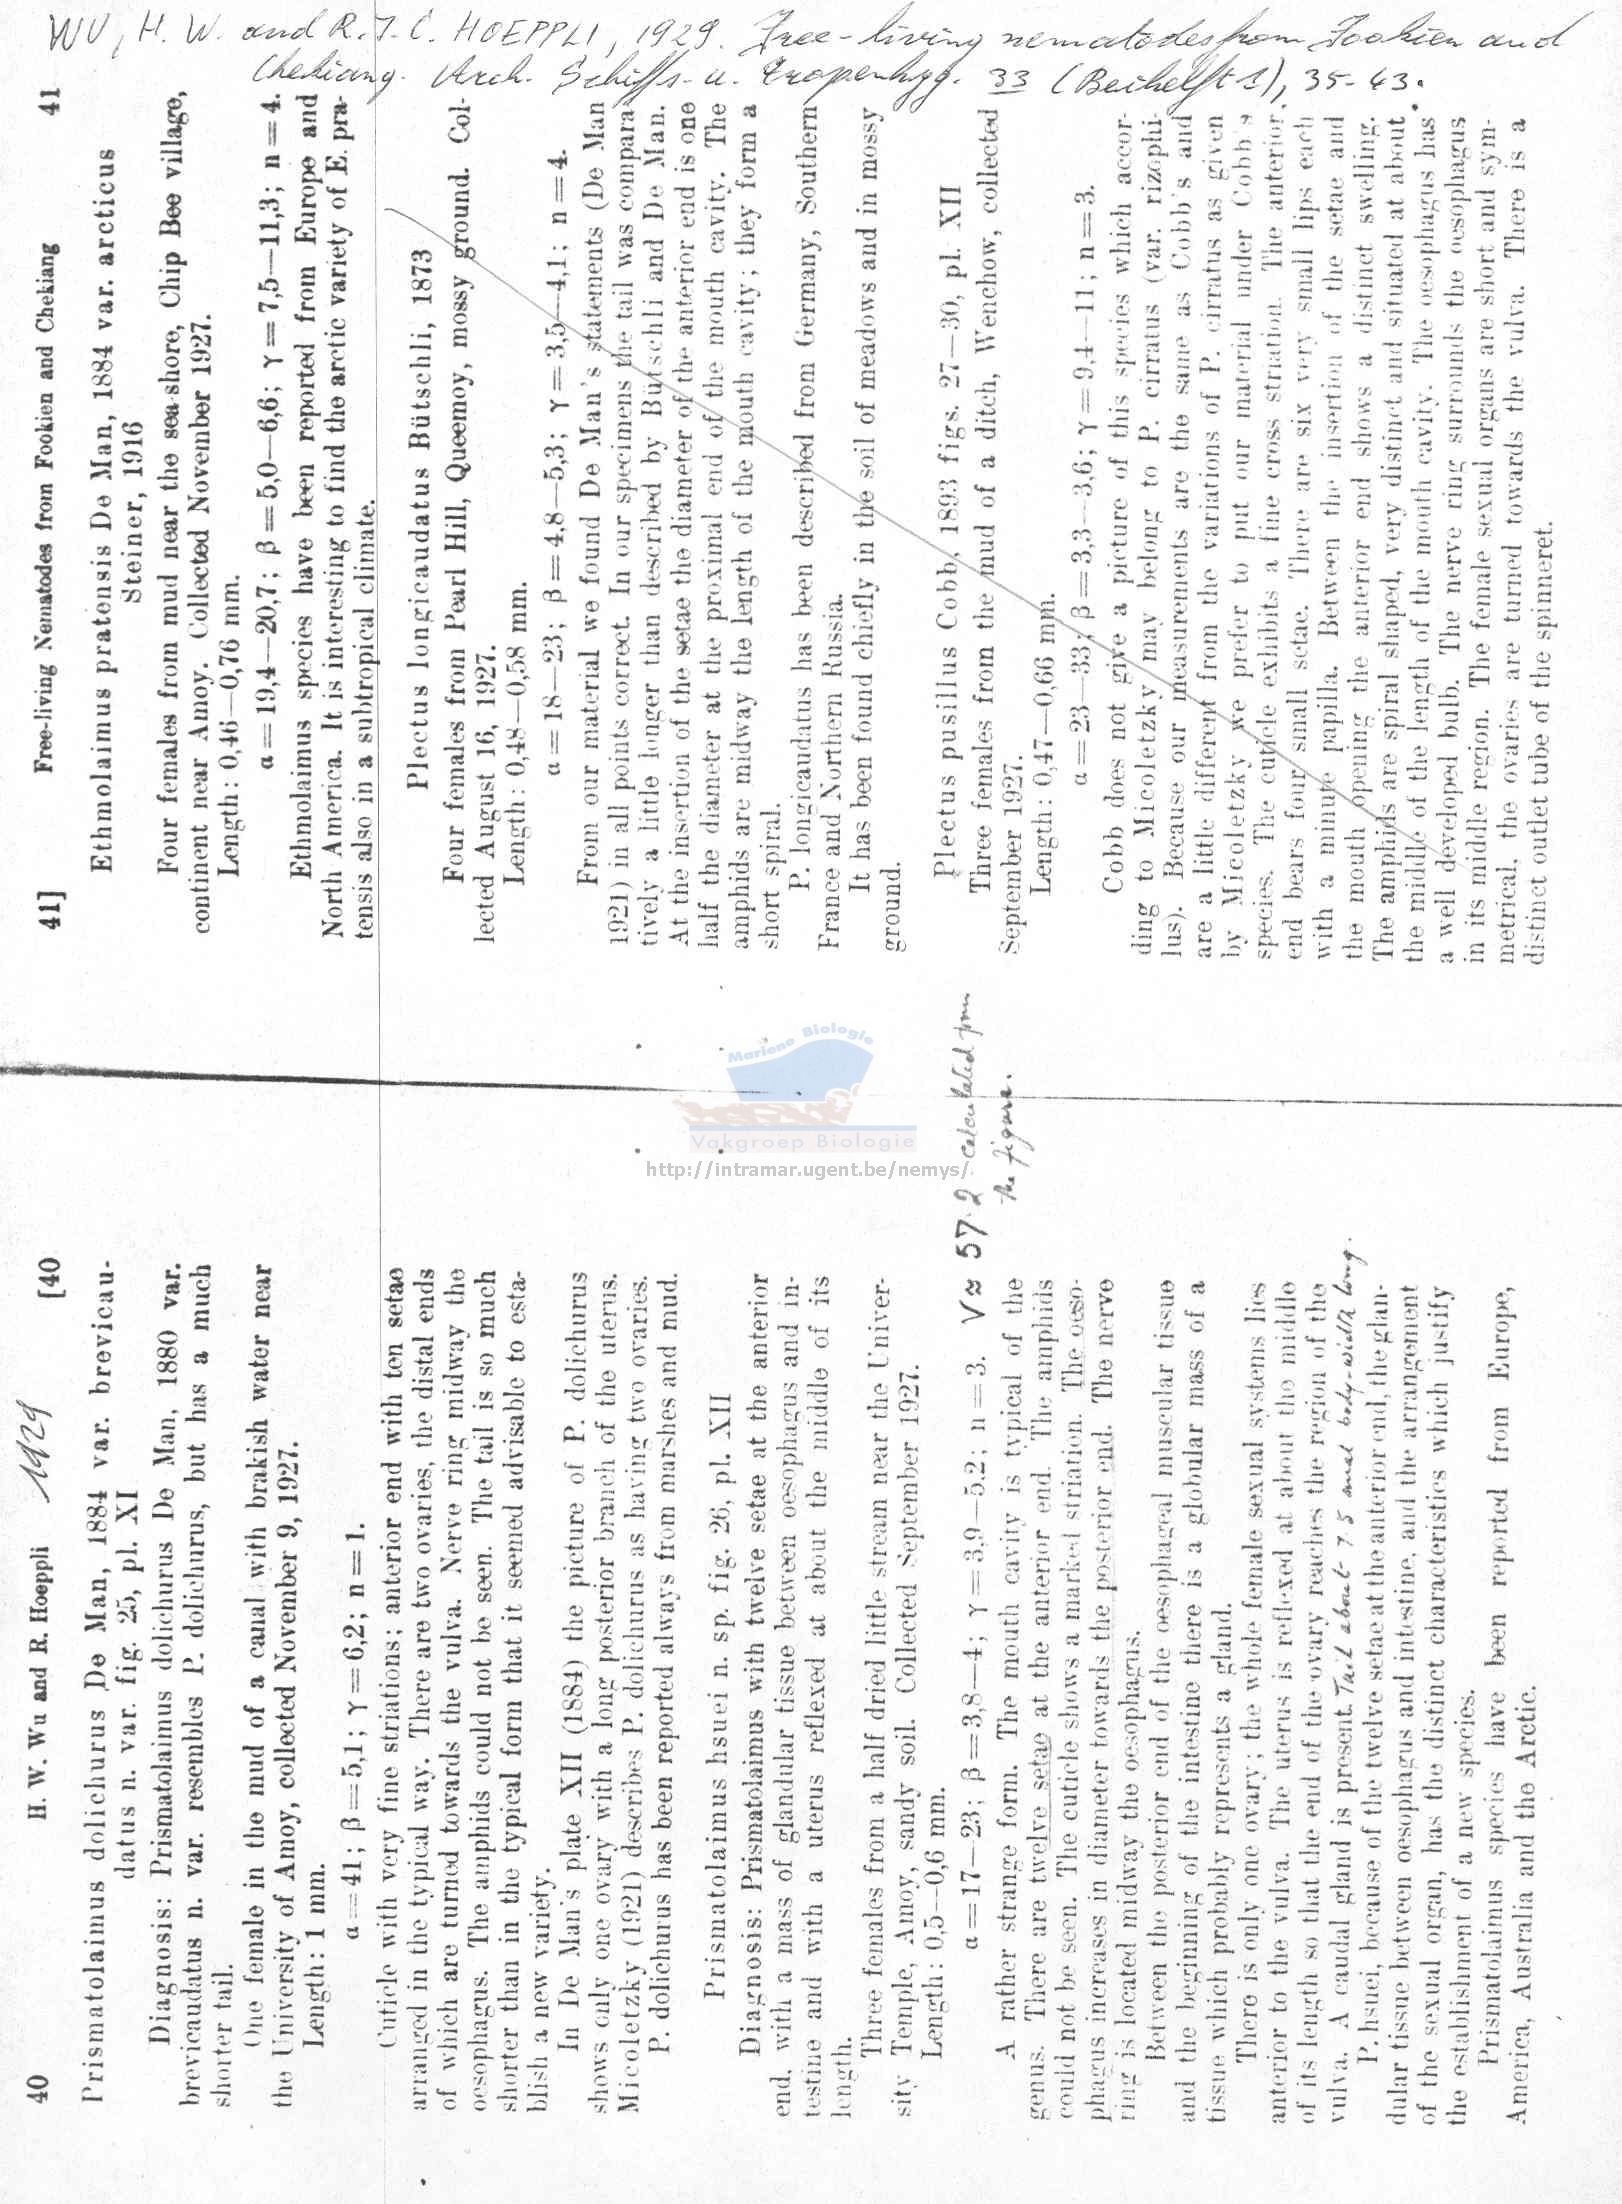 WU, H. W. and R. J. C. HOEPPLI, 1929. Free-living nematodes from Fookien and
Chekiang. Arch. Schiffs- u. Tropenhyg. 33 (Beiheft 1), 35-43.
40 H. W. Wu and R. Hoeppli 1929 [40
Prismatolaimus dolichurus De Man, 1884 var. brevicau-
datus n. var. fig. 25, pl. XI
Diagnosis: Prismatolaimus dolichurus De Man, 1880 var.
brevicaudatus n. var. resembles P. dolichurus, but has a much
shorter tail.
One female in the mud of a canal with brakish water near
the University of Amoy, collected November 9, 1927.
Length: 1 mm.
α = 41; β = 5,1; γ = 6,2; n = 1.
Cuticle with very fine striations; anterior end with ten setae
arranged in the typical way. There are two ovaries, the distal ends
of which are turned towards the vulva. Nerve ring midway the
oesophagus. The amphids could not be seen. The tail is so much
shorter than in the typical form that it seemed advisable to esta-
blish a new variety.
In De Man's plate XII (1884) the picture of P. dolichurus
shows only one ovary with a long posterior branch of the uterus.
Micoletzky (1921) describes P. dolichurus as having two ovaries.
P. dolichurus has been reported always from marshes and mud.
Prismatolaimus hsuei n. sp. fig. 26, pl. XII
Diagnosis: Prismatolaimus with twelve setae at the anterior
end, with a mass of glandular tissue between oesophagus and in-
testine and with a uterus reflexed at about the middle of its
length.
Three females from a half dried little stream near the Univer-
sity Temple, Amoy, sandy soil. Collected September 1927.
Length: 0,5—0,6 mm.
α = 17—23; β = 3,8—4; γ = 3,9—5,2; n = 3. V ≈ 57.2 calculated from
the figure.
A rather strange form. The mouth cavity is typical of the
genus. There are twelve setae at the anterior end. The amphids
could not be seen. The cuticle shows a marked striation. The oeso-
phagus increases in diameter towards the posterior end. The nerve
ring is located midway the oesophagus.
Between the posterior end of the oesophageal muscular tissue
and the beginning of the intestine there is a globular mass of a
tissue which probably represents a gland.
There is only one ovary; the whole female sexual systems lies
anterior to the vulva. The uterus is reflexed at about the middle
of its length so that the end of the ovary reaches the region of the
vulva. A caudal gland is present. Tail about 7.5 anal body-width long.
P. hsuei, because of the twelve setae at the anterior end, the glan-
dular tissue between oesophagus and intestine, and the arrangement
of the sexual organ, has the distinct characteristics which justify
the establishment of a new species.
Prismatolaimus species have been reported from Europe,
America, Australia and the Arctic.
41] Free-living Nematodes from Fookien and Chekiang 41
Ethmolaimus pratensis De Man, 1884 var. arcticus
Steiner, 1916
Four females from mud near the sea-shore, Chip Bee village,
continent near Amoy. Collected November 1927.
Length: 0,46—0,76 mm.
α = 19,4—20,7; β = 5,0—6,6; γ = 7,5—11,3; n = 4.
Ethmolaimus species have been reported from Europe and
North America. It is interesting to find the arctic variety of E. pra-
tensis also in a subtropical climate.
Plectus longicaudatus Bütschli, 1873
Four females from Pearl Hill, Queemoy, mossy ground. Col-
lected August 16, 1927.
Length: 0,48—0,58 mm.
α = 18—23; β = 4,8—5,3; γ = 3,5—4,1; n = 4.
From our material we found De Man's statements (De Man
1921) in all points correct. In our specimens the tail was compara-
tively a little longer than described by Bütschli and De Man.
At the insertion of the setae the diameter of the anterior end is one
half the diameter at the proximal end of the mouth cavity. The
amphids are midway the length of the mouth cavity; they form a
short spiral.
P. longicaudatus has been described from Germany, Southern
France and Northern Russia.
It has been found chiefly in the soil of meadows and in mossy
ground.
Plectus pusillus Cobb, 1893 figs. 27—30, pl. XII
Three females from the mud of a ditch, Wenchow, collected
September 1927.
Length: 0,47—0,66 mm.
α = 23—33; β = 3,3—3,6; γ = 9,4—11; n = 3.
Cobb does not give a picture of this species which accor-
ding to Micoletzky may belong to P. cirratus (var. rizophi-
lus). Because our measurements are the same as Cobb's and
are a little different from the variations of P. cirratus as given
by Micoletzky we prefer to put our material under Cobb's
species. The cuticle exhibits a fine cross striation. The anterior
end bears four small setae. There are six very small lips each
with a minute papilla. Between the insertion of the setae and
the mouth opening the anterior end shows a distinct swelling.
The amphids are spiral shaped, very distinct and situated at about
the middle of the length of the mouth cavity. The oesophagus has
a well developed bulb. The nerve ring surrounds the oesophagus
in its middle region. The female sexual organs are short and sym-
metrical, the ovaries are turned towards the vulva. There is a
distinct outlet tube of the spinneret.
Mariene Biologie
Vakgroep Biologie
http://intramar.ugent.be/nemys/